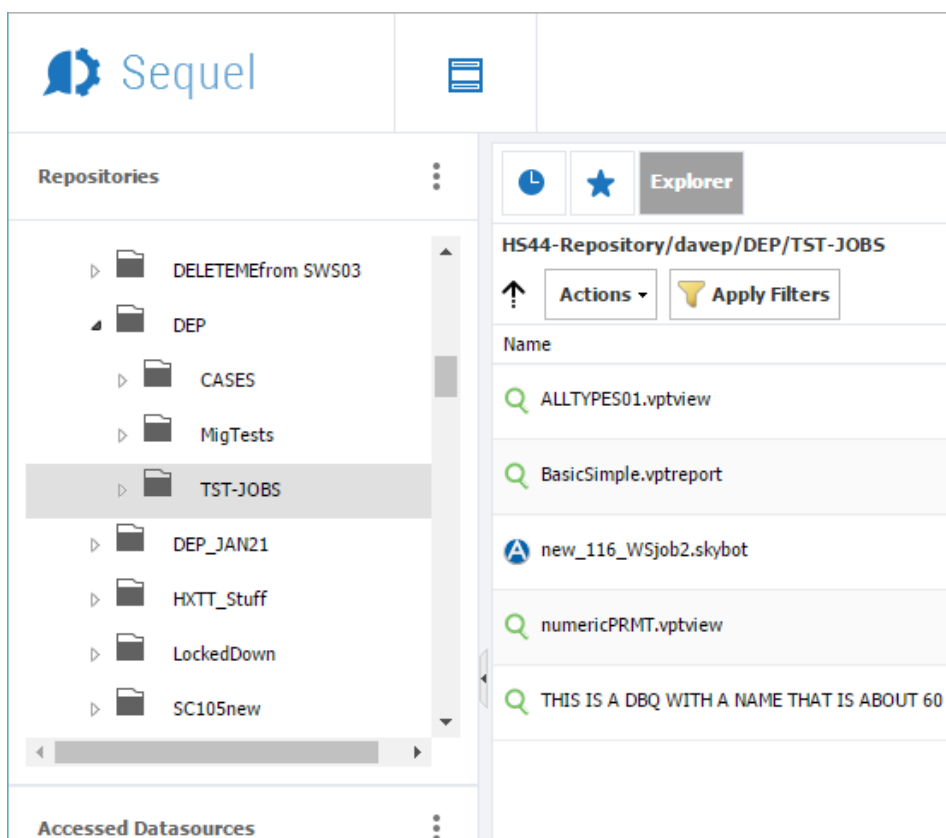 Sequel
Repositories
DELETEMEfrom SWS03
DEP
CASES
MigTests
TST-JOBS
DEP_JAN21
HXTT_Stuff
LockedDown
SC105new
Accessed Datasources
Explorer
HS44-Repository/davep/DEP/TST-JOBS
Actions
Apply Filters
Name
ALLTYPES01.vptview
BasicSimple.vptreport
new_116_WSjob2.skybot
numericPRMT.vptview
THIS IS A DBQ WITH A NAME THAT IS ABOUT 60